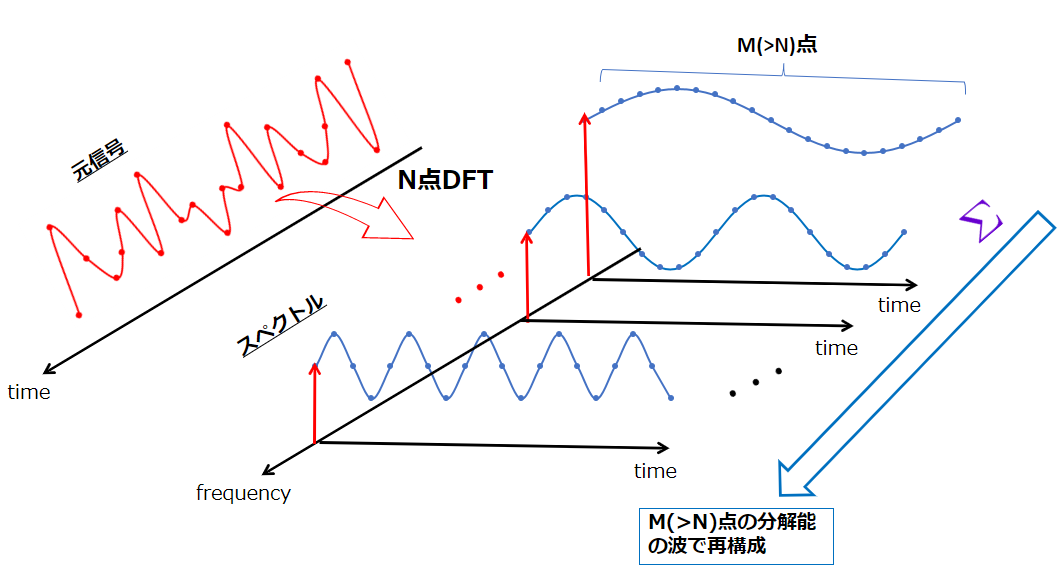 M(>N)点
元信号
N点DFT
∑
time
スペクトル
time
time
time
frequency
M(>N)点の分解能
の波で再構成